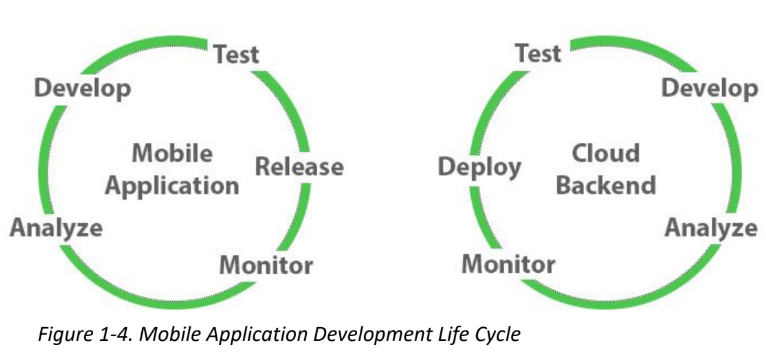 Test
Develop
Mobile
Application
Release
Analyze
Monitor
Test
Develop
Cloud
Backend
Deploy
Analyze
Monitor
Figure 1-4. Mobile Application Development Life Cycle